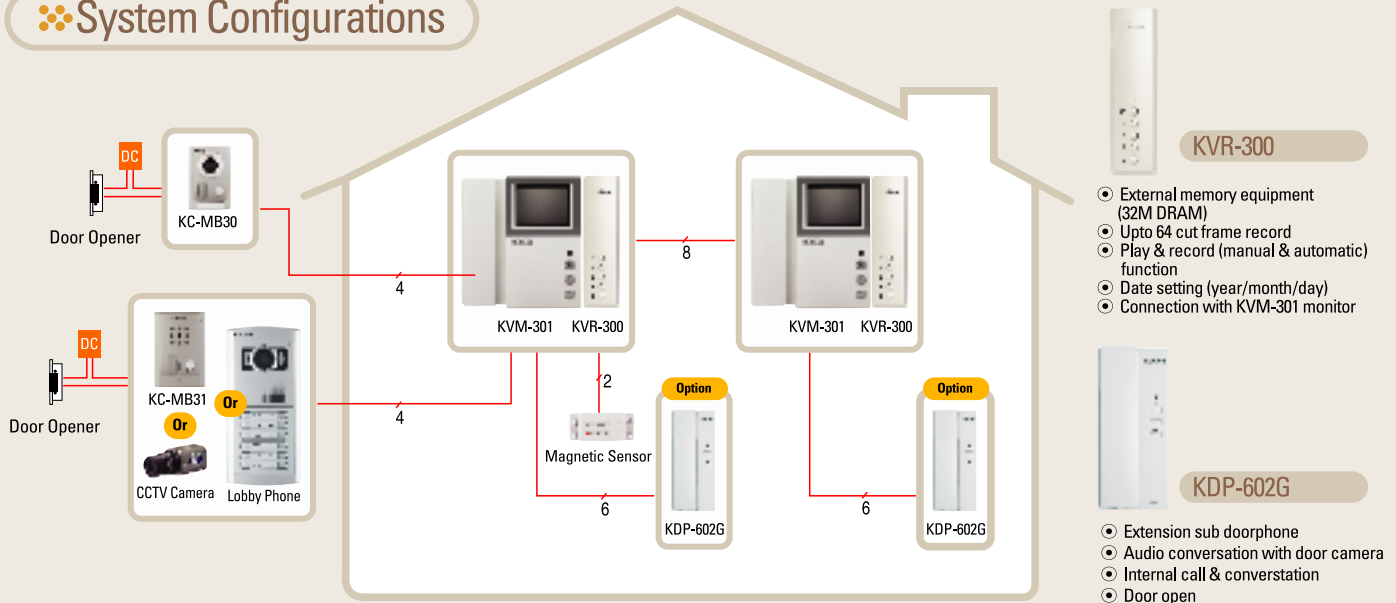 System Configurations
DC
KC-MB30
Door Opener
4
DC
KC-MB31
Or
Or
Door Opener
CCTV Camera
Lobby Phone
4
KVM-301
KVR-300
8
KVM-301
KVR-300
2
Magnetic Sensor
Option
KDP-602G
6
Option
KDP-602G
6
KVR-300
External memory equipment
(32M DRAM)
Upto 64 cut frame record
Play & record (manual & automatic)
function
Date setting (year/month/day)
Connection with KVM-301 monitor
KDP-602G
Extension sub doorphone
Audio conversation with door camera
Internal call & converstation
Door open